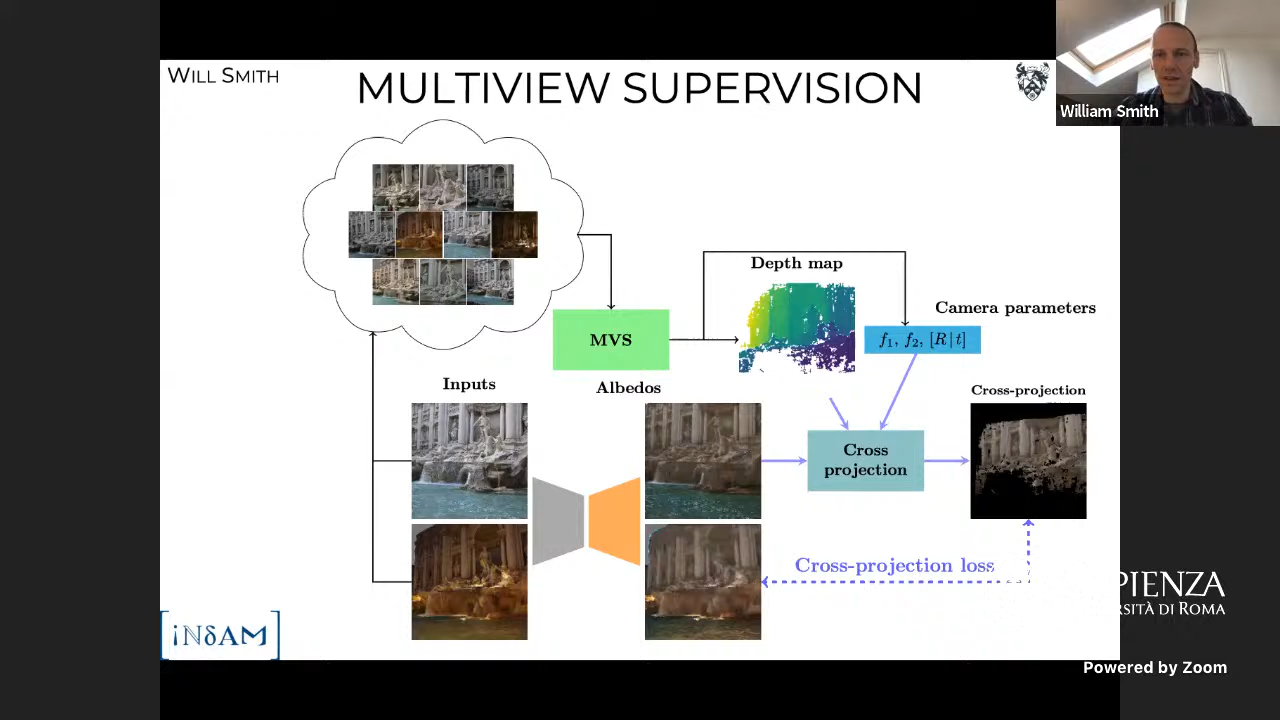 WILL SMITH
MULTIVIEW SUPERVISION
William Smith
Depth map
Camera parameters
MVS
f₁, f₂, [R | t]
Inputs
Albedos
Cross-projection
Cross
projection
Cross-projection loss
PIENZA
RSITÀ DI ROMA
[iNδAM]
Powered by Zoom